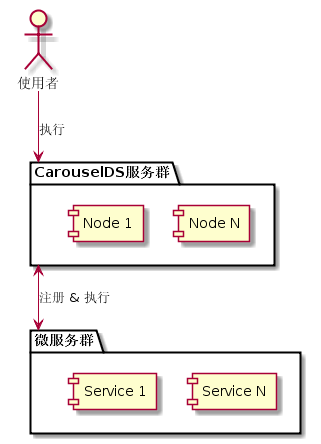 使用者
执行
CarouselDS服务群
Node 1
Node N
注册 & 执行
微服务群
Service 1
Service N